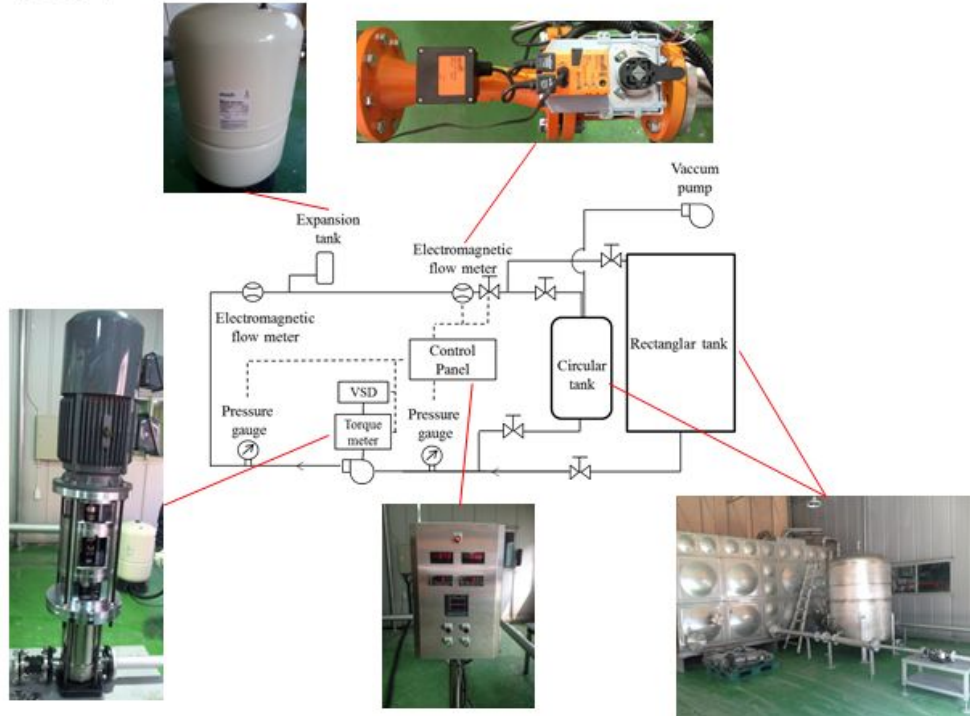 Vaccum
pump
Expansion
tank
Electromagnetic
flow meter
Electromagnetic
flow meter
Rectanglar tank
Circular
tank
Control
Panel
VSD
Torque
meter
Pressure
gauge
Pressure
gauge